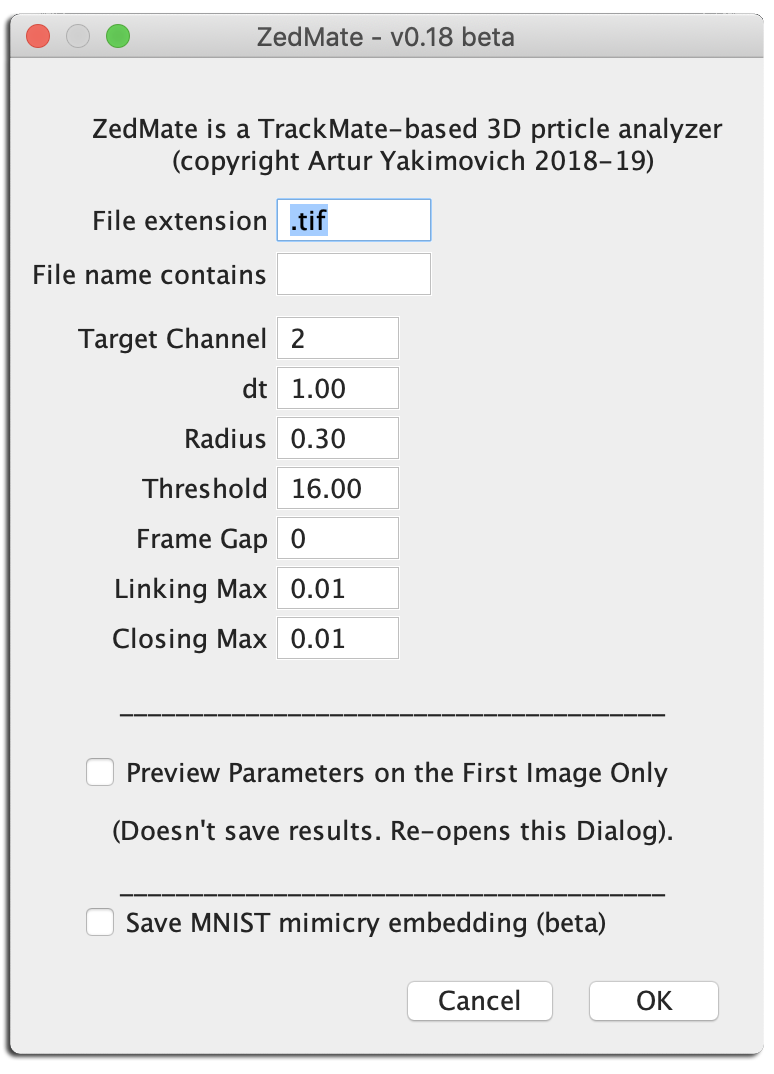 ZedMate - v0.18 beta
ZedMate is a TrackMate-based 3D prticle analyzer
(copyright Artur Yakimovich 2018-19)
File extension .tif
File name contains
Target Channel 2
dt 1.00
Radius 0.30
Threshold 16.00
Frame Gap 0
Linking Max 0.01
Closing Max 0.01
Preview Parameters on the First Image Only
(Doesn't save results. Re-opens this Dialog).
Save MNIST mimicry embedding (beta)
Cancel OK